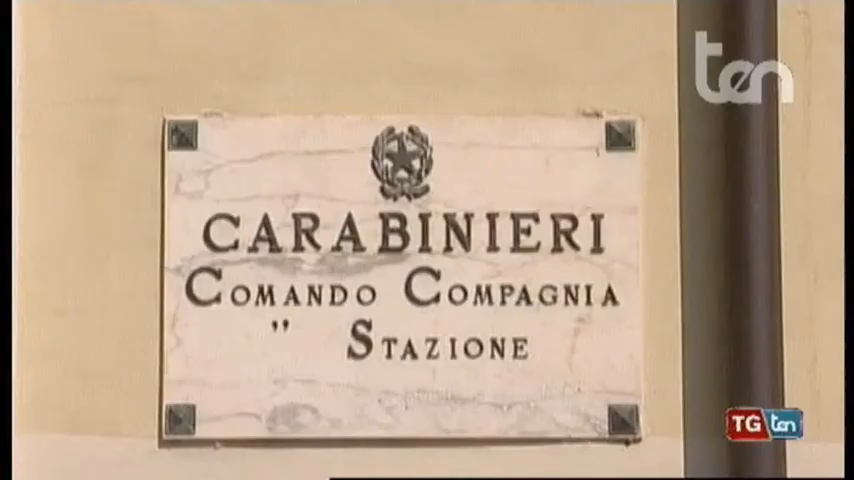 ten
CARABINIERI
COMANDO COMPAGNIA
" STAZIONE
TG ten